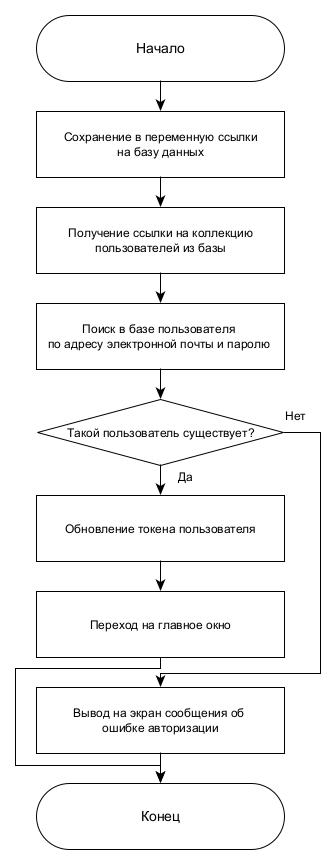 Начало
Сохранение в переменную ссылки
на базу данных
Получение ссылки на коллекцию
пользователей из базы
Поиск в базе пользователя
по адресу электронной почты и паролю
Такой пользователь существует?
Нет
Да
Обновление токена пользователя
Переход на главное окно
Вывод на экран сообщения об
ошибке авторизации
Конец